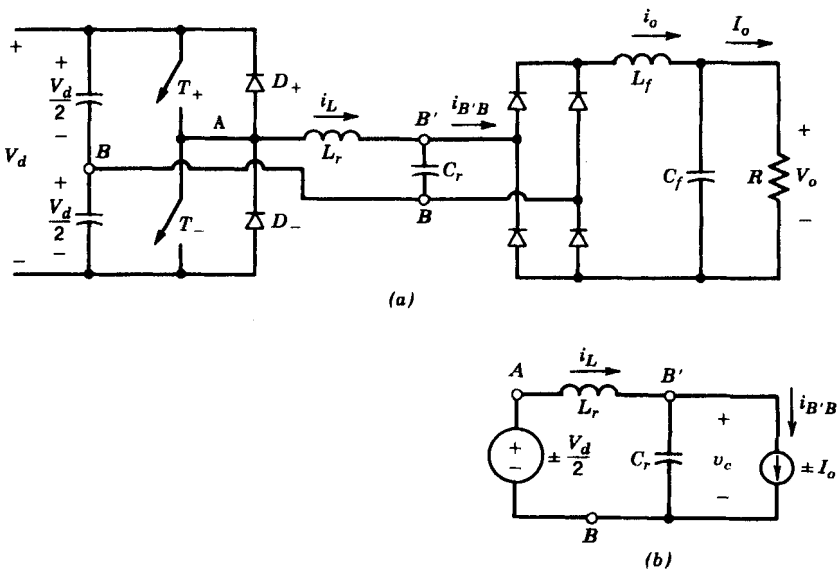 +
+
V_d/2
−
V_d
B
+
V_d/2
−
−
T_+
D_+
A
T_−
D_−
i_L
L_r
B'
i_B'B
C_r
B
i_o
L_f
I_o
C_f
R
+
V_o
−
(a)
A
i_L
L_r
B'
i_B'B
+
−
± V_d/2
C_r
+
v_c
−
± I_o
B
(b)